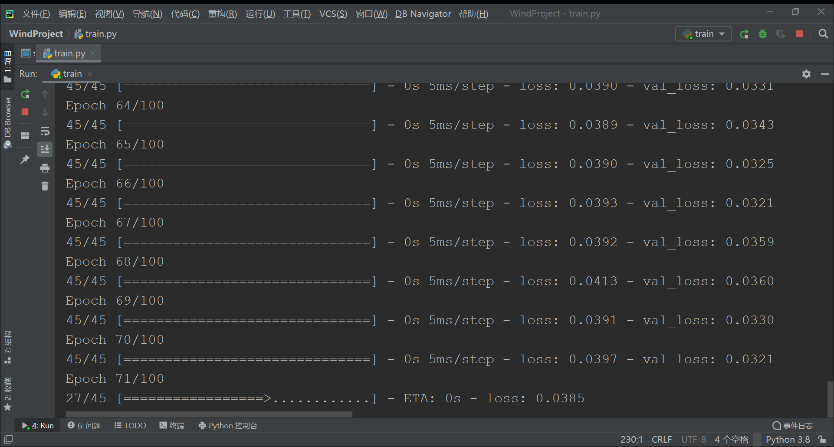 文件(F) 编辑(E) 视图(V) 导航(N) 代码(C) 重构(R) 运行(U) 工具(T) VCS(S) 窗口(W) DB Navigator 帮助(H) WindProject - train.py
WindProject train.py train
train.py
Run: train
45/45 [==============================] - 0s 5ms/step - loss: 0.0390 - val_loss: 0.0331
Epoch 64/100
45/45 [==============================] - 0s 5ms/step - loss: 0.0389 - val_loss: 0.0343
Epoch 65/100
45/45 [==============================] - 0s 5ms/step - loss: 0.0390 - val_loss: 0.0325
Epoch 66/100
45/45 [==============================] - 0s 5ms/step - loss: 0.0393 - val_loss: 0.0321
Epoch 67/100
45/45 [==============================] - 0s 5ms/step - loss: 0.0392 - val_loss: 0.0359
Epoch 68/100
45/45 [==============================] - 0s 5ms/step - loss: 0.0413 - val_loss: 0.0360
Epoch 69/100
45/45 [==============================] - 0s 5ms/step - loss: 0.0391 - val_loss: 0.0330
Epoch 70/100
45/45 [==============================] - 0s 5ms/step - loss: 0.0397 - val_loss: 0.0321
Epoch 71/100
27/45 [=================>............] - ETA: 0s - loss: 0.0385
DB Browser
7: 结构
2: 收藏
4: Run 6: 问题 TODO 终端 Python 控制台 事件日志
230:1 CRLF UTF-8 4 个空格 Python 3.8